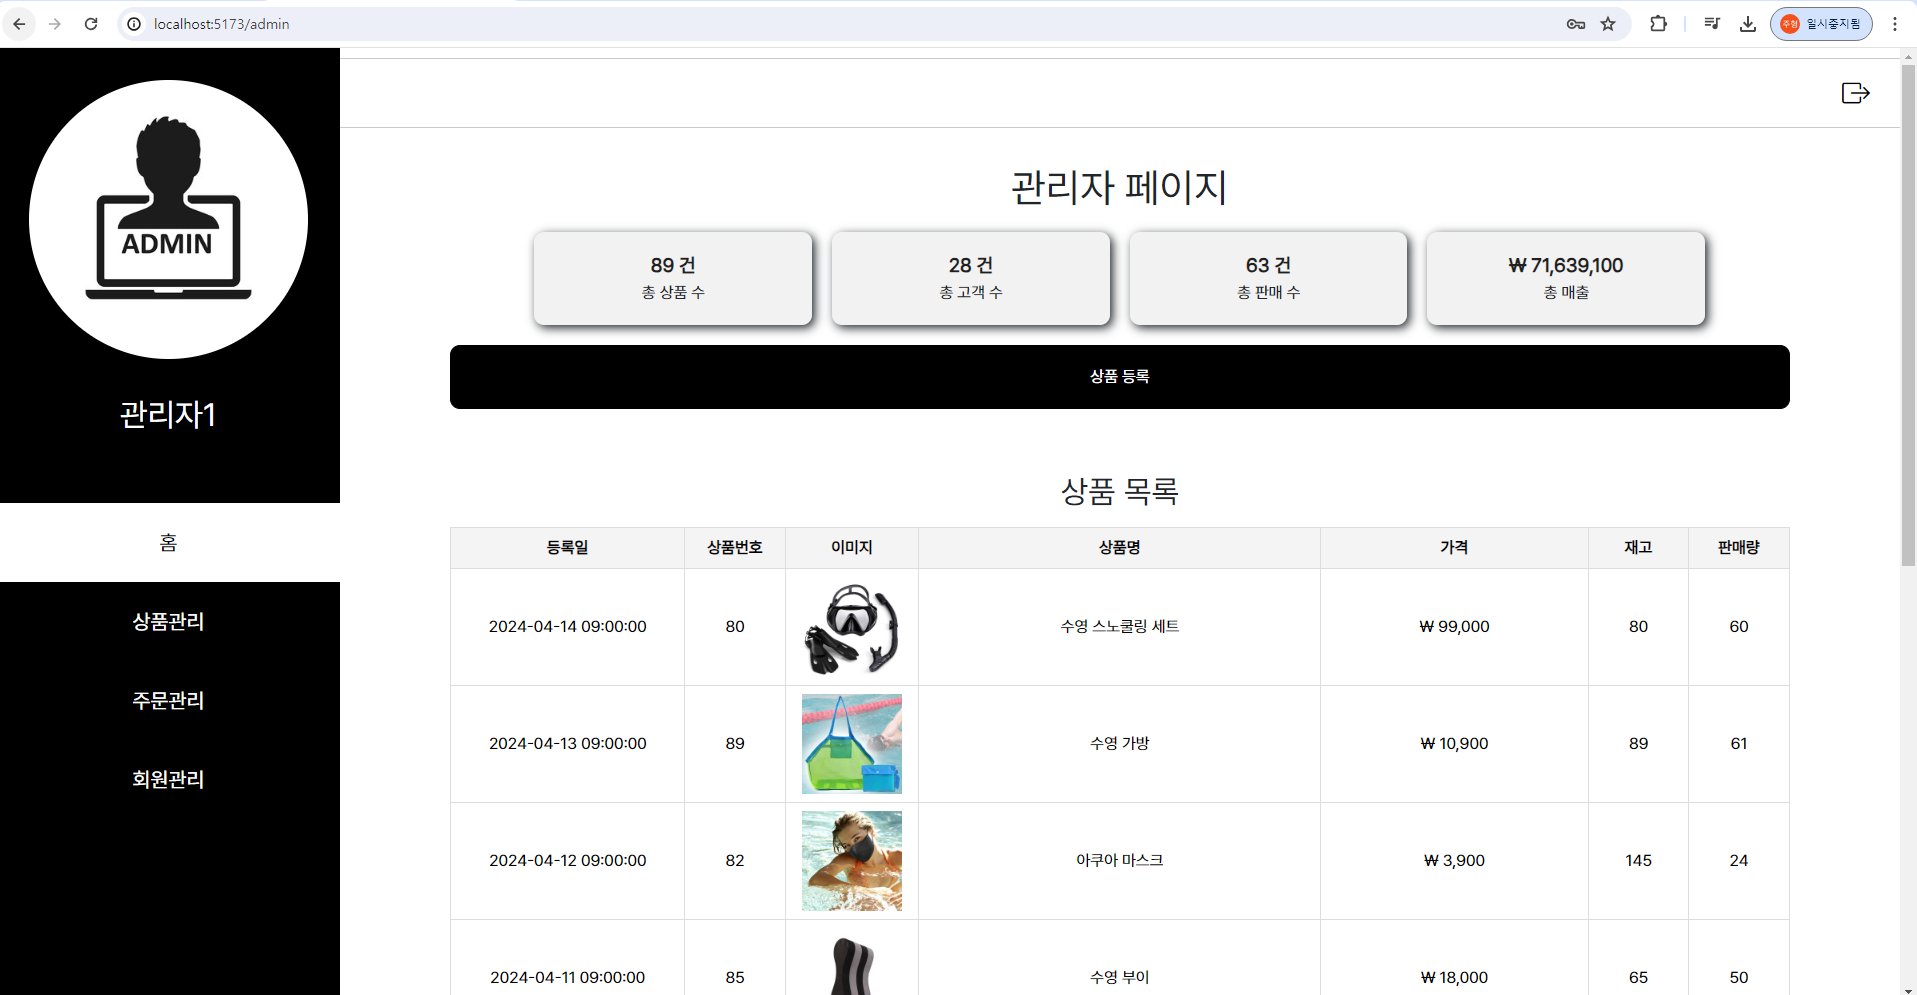 localhost:5173/admin
주형 일시중지됨
ADMIN
관리자1
홈
상품관리
주문관리
회원관리
관리자 페이지
89 건 28 건 63 건 ₩ 71,639,100
총 상품 수 총 고객 수 총 판매 수 총 매출
상품 등록
상품 목록
등록일 상품번호 이미지 상품명 가격 재고 판매량
2024-04-14 09:00:00 80 수영 스노쿨링 세트 ₩ 99,000 80 60
2024-04-13 09:00:00 89 수영 가방 ₩ 10,900 89 61
2024-04-12 09:00:00 82 아쿠아 마스크 ₩ 3,900 145 24
2024-04-11 09:00:00 85 수영 부이 ₩ 18,000 65 50